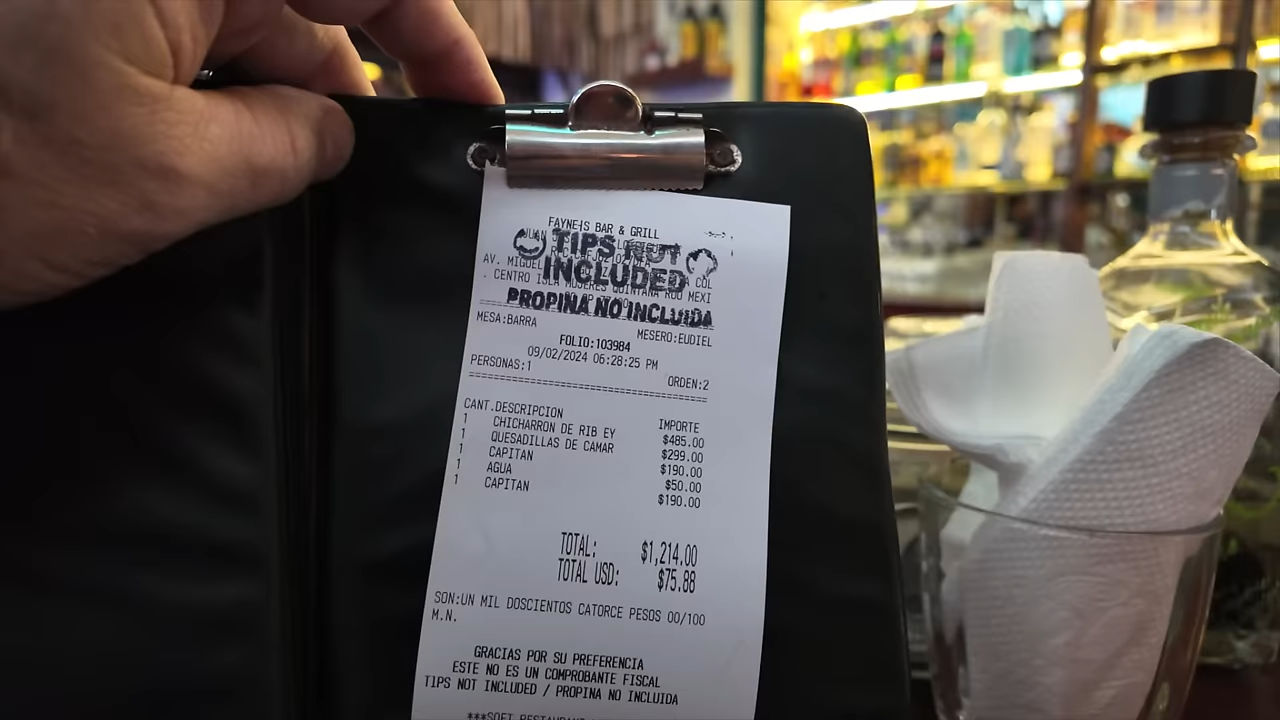 FAYNE'S BAR & GRILL
TIPS NOT
INCLUDED
AV. MIGUEL COL
. CENTRO ISLA MUJERES QUINTANA ROO MEXI
PROPINA NO INCLUIDA
MESA:BARRA MESERO:EUDIEL
FOLIO:103984
09/02/2024 06:28:25 PM
PERSONAS:1 ORDEN:2
CANT.DESCRIPCION IMPORTE
1 CHICHARRON DE RIB EY $485.00
1 QUESADILLAS DE CAMAR $299.00
1 CAPITAN $190.00
1 AGUA $50.00
1 CAPITAN $190.00
TOTAL: $1,214.00
TOTAL USD: $75.88
SON:UN MIL DOSCIENTOS CATORCE PESOS 00/100
M.N.
GRACIAS POR SU PREFERENCIA
ESTE NO ES UN COMPROBANTE FISCAL
TIPS NOT INCLUDED / PROPINA NO INCLUIDA